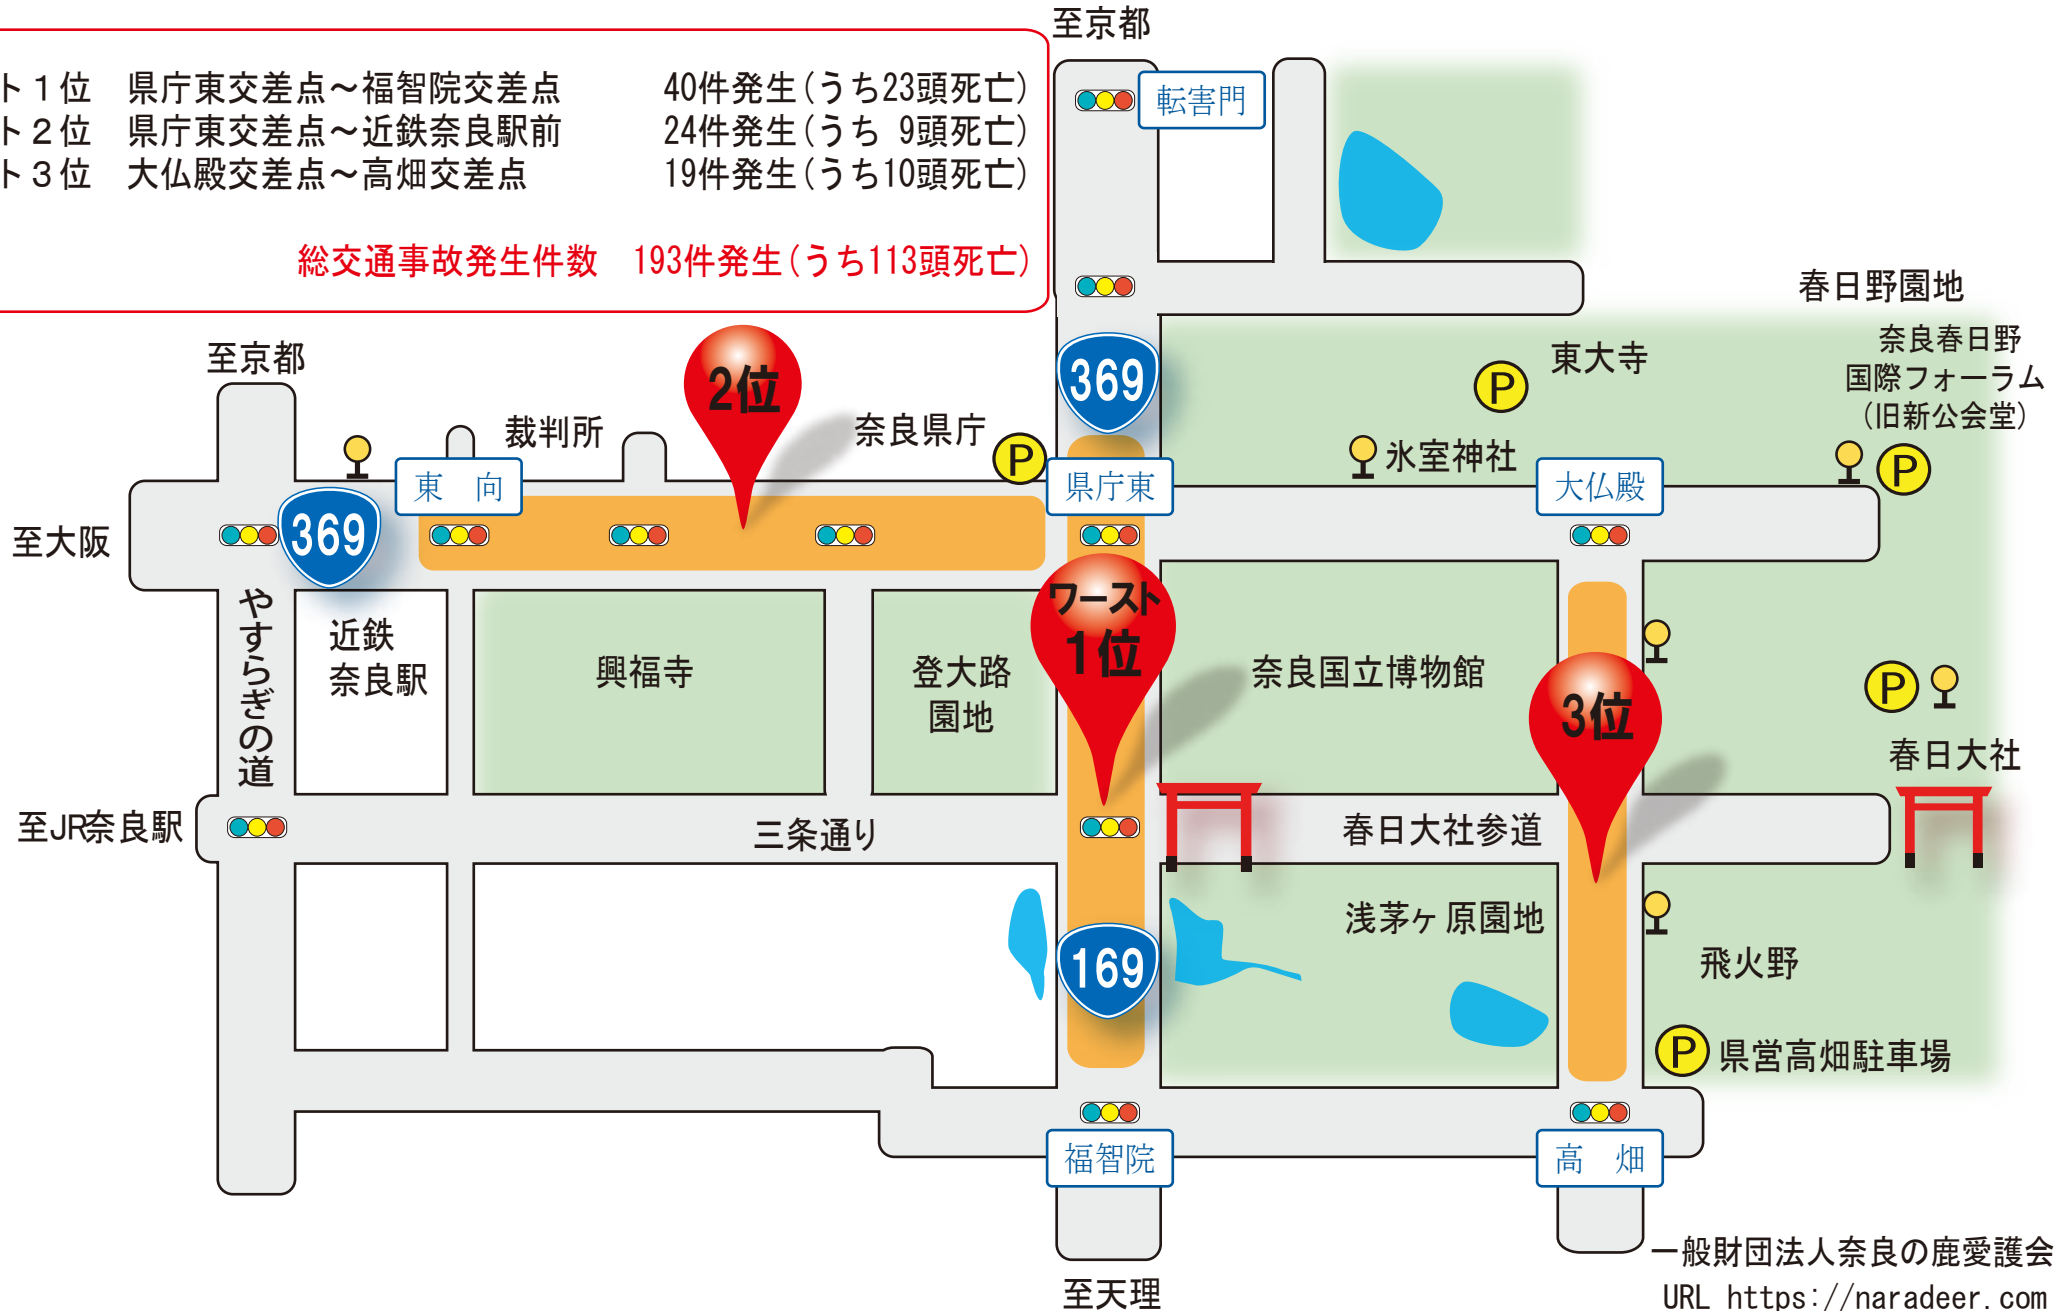 至京都
ト１位　県庁東交差点～福智院交差点　40件発生(うち23頭死亡)
ト２位　県庁東交差点～近鉄奈良駅前　24件発生(うち 9頭死亡)
ト３位　大仏殿交差点～高畑交差点　19件発生(うち10頭死亡)
総交通事故発生件数　193件発生(うち113頭死亡)
転害門
春日野園地
奈良春日野
国際フォーラム
(旧新公会堂)
東大寺
P
至京都
2位
369
裁判所
奈良県庁
P
氷室神社
P
東　向
県庁東
大仏殿
至大阪
369
やすらぎの道
近鉄
奈良駅
興福寺
登大路
園地
ワースト
1位
奈良国立博物館
3位
P
春日大社
至JR奈良駅
三条通り
春日大社参道
浅茅ヶ原園地
169
飛火野
P
県営高畑駐車場
福智院
高　畑
至天理
一般財団法人奈良の鹿愛護会
URL https://naradeer.com